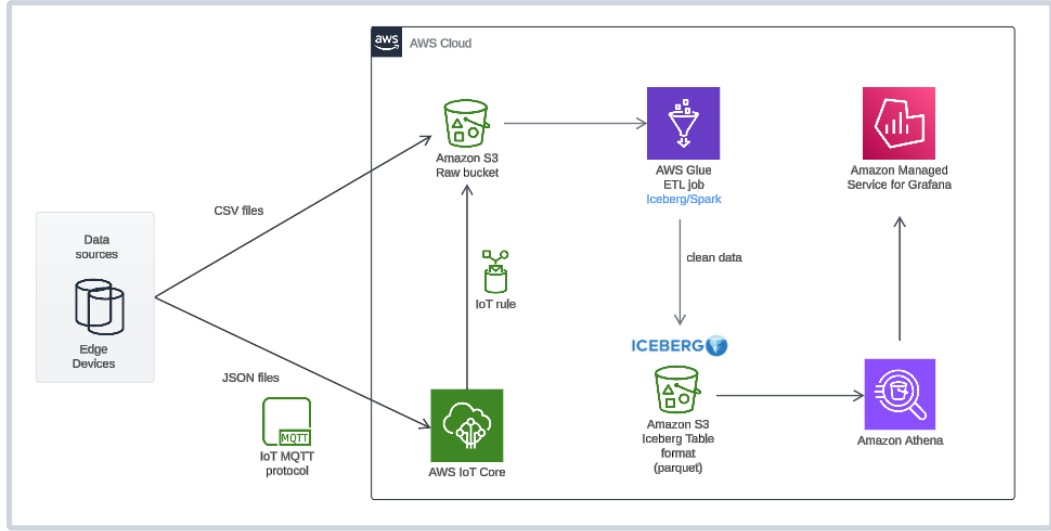 aws
AWS Cloud
Amazon S3
Raw bucket
AWS Glue
ETL job
Iceberg/Spark
Amazon Managed
Service for Grafana
CSV files
Data
sources
Edge
Devices
IoT rule
clean data
ICEBERG
JSON files
MQTT
IoT MQTT
protocol
AWS IoT Core
Amazon S3
Iceberg Table
format
(parquet)
Amazon Athena